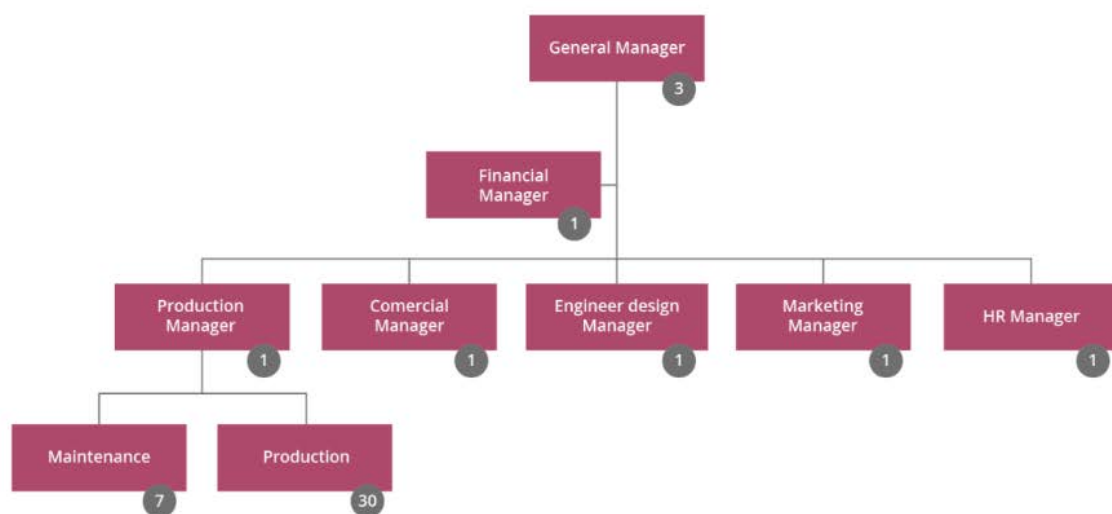 General Manager
3
Financial
Manager
1
Production
Manager
1
Comercial
Manager
1
Engineer design
Manager
1
Marketing
Manager
1
HR Manager
1
Maintenance
7
Production
30